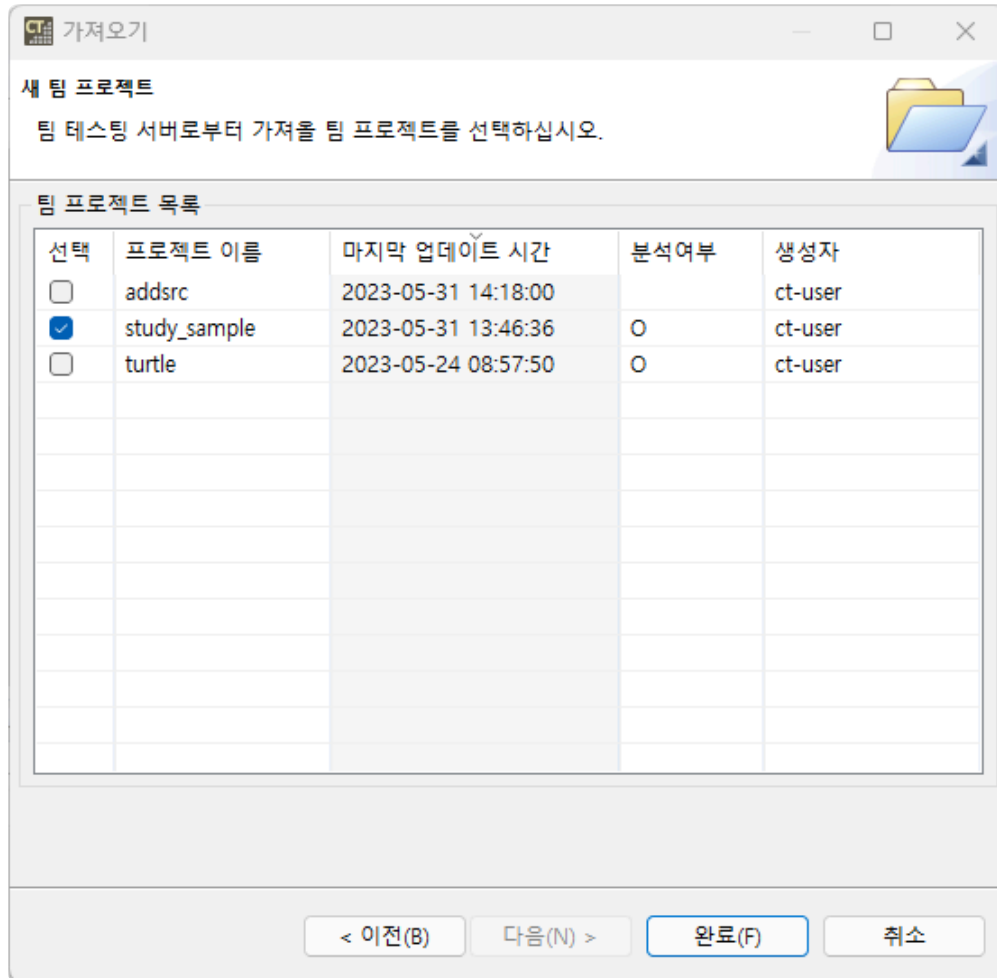 CT 가져오기
새 팀 프로젝트
팀 테스팅 서버로부터 가져올 팀 프로젝트를 선택하십시오.
팀 프로젝트 목록
선택 프로젝트 이름 마지막 업데이트 시간 분석여부 생성자
addsrc 2023-05-31 14:18:00 ct-user
study_sample 2023-05-31 13:46:36 O ct-user
turtle 2023-05-24 08:57:50 O ct-user
< 이전(B) 다음(N) > 완료(F) 취소